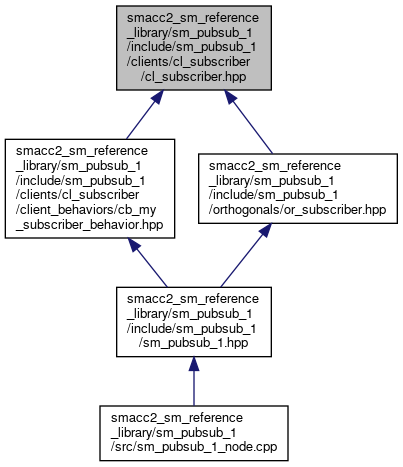 smacc2_sm_reference
_library/sm_pubsub_1
/include/sm_pubsub_1
/clients/cl_subscriber
/cl_subscriber.hpp
smacc2_sm_reference
_library/sm_pubsub_1
/include/sm_pubsub_1
/clients/cl_subscriber
/client_behaviors/cb_my
_subscriber_behavior.hpp
smacc2_sm_reference
_library/sm_pubsub_1
/include/sm_pubsub_1
/orthogonals/or_subscriber.hpp
smacc2_sm_reference
_library/sm_pubsub_1
/include/sm_pubsub_1
/sm_pubsub_1.hpp
smacc2_sm_reference
_library/sm_pubsub_1
/src/sm_pubsub_1_node.cpp